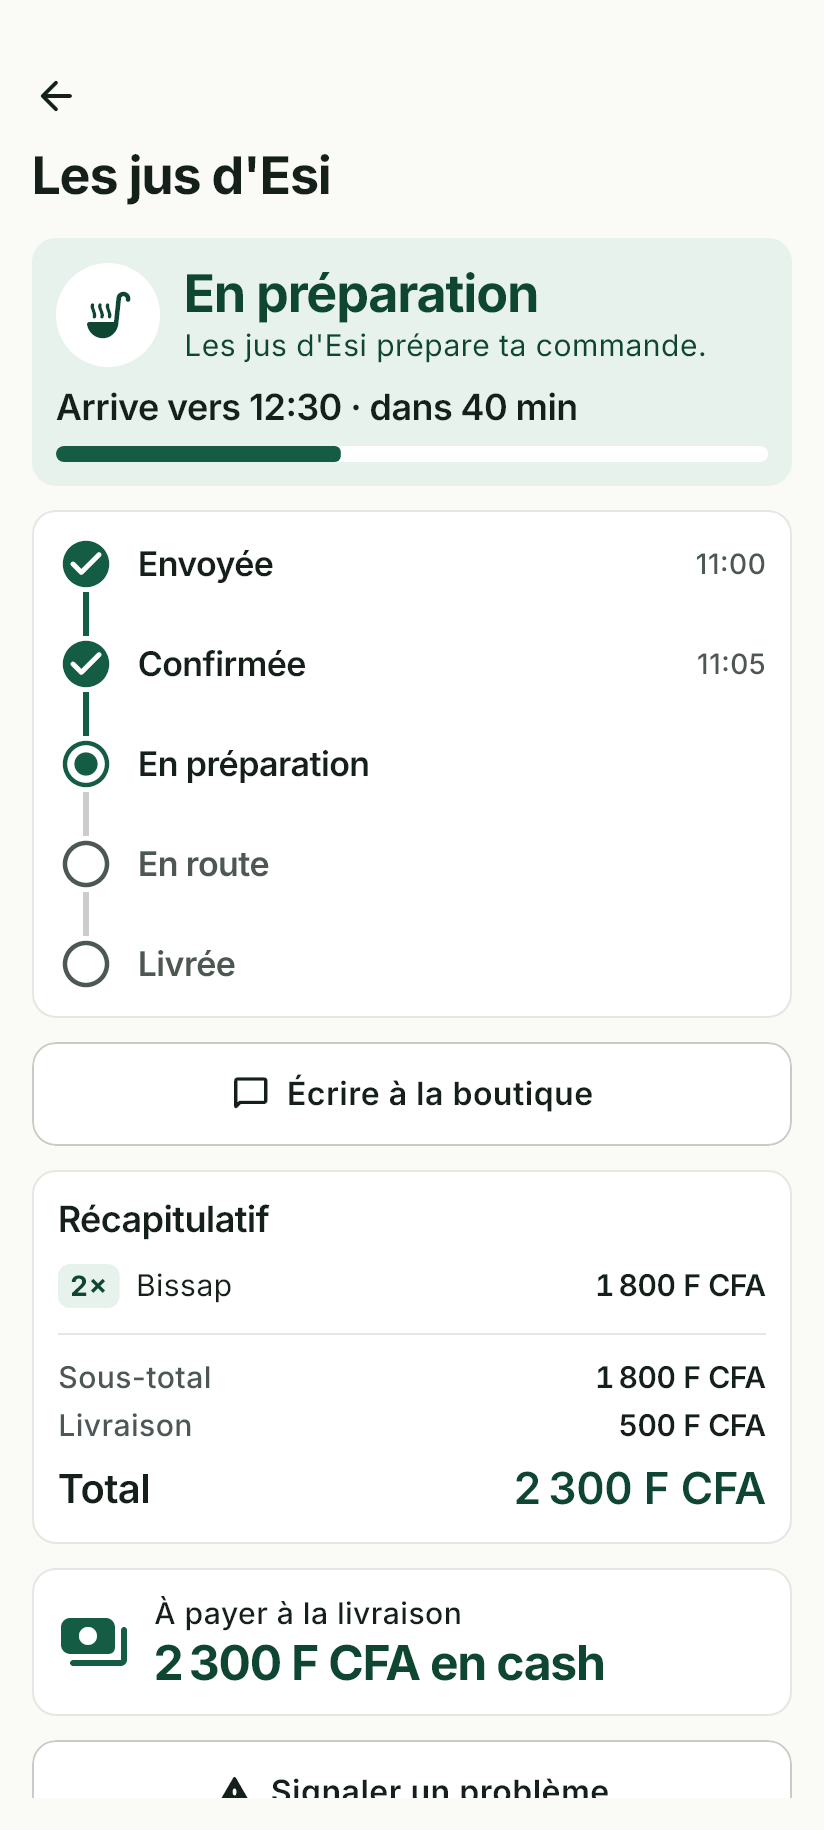 Les jus d'Esi
En préparation
Les jus d'Esi prépare ta commande.
Arrive vers 12:30 · dans 40 min
Envoyée 11:00
Confirmée 11:05
En préparation
En route
Livrée
Écrire à la boutique
Récapitulatif
2× Bissap 1 800 F CFA
Sous-total 1 800 F CFA
Livraison 500 F CFA
Total 2 300 F CFA
À payer à la livraison
2 300 F CFA en cash
Signaler un problème